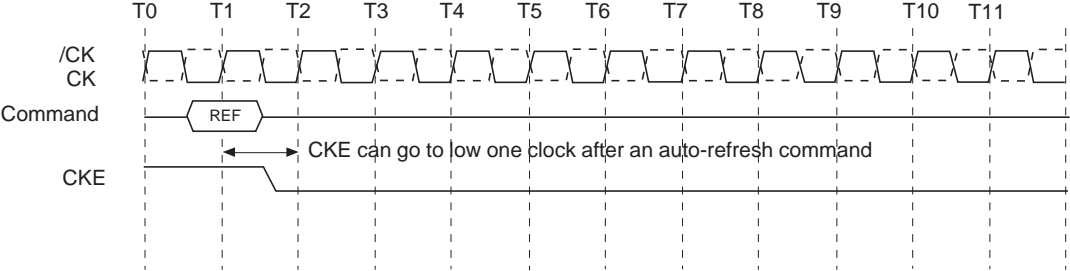 T0 T1 T2 T3 T4 T5 T6 T7 T8 T9 T10 T11
/CK
CK
Command
REF
CKE can go to low one clock after an auto-refresh command
CKE